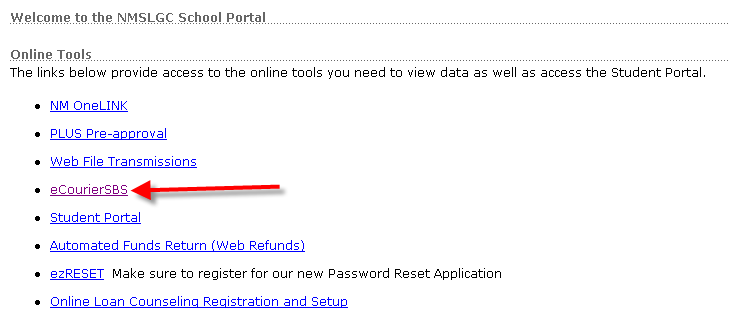 Welcome to the NMSLGC School Portal
Online Tools
The links below provide access to the online tools you need to view data as well as access the Student Portal.
NM OneLINK
PLUS Pre-approval
Web File Transmissions
eCourierSBS
Student Portal
Automated Funds Return (Web Refunds)
ezRESET Make sure to register for our new Password Reset Application
Online Loan Counseling Registration and Setup